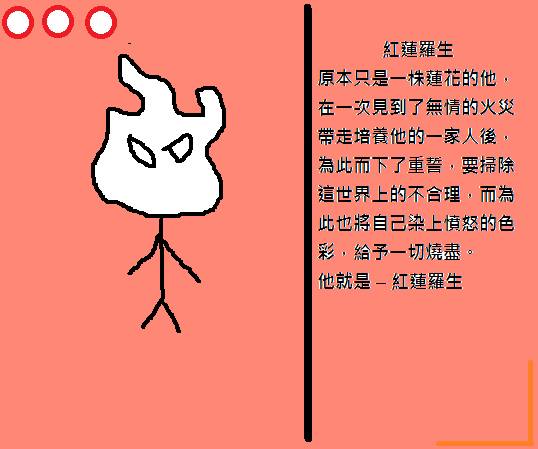 紅蓮羅生
原本只是一株蓮花的他，
在一次見到了無情的火災
帶走培養他的一家人後，
為此而下了重誓，要掃除
這世界上的不合理，而為
此也將自己染上憤怒的色
彩，給予一切燒盡。
他就是 – 紅蓮羅生